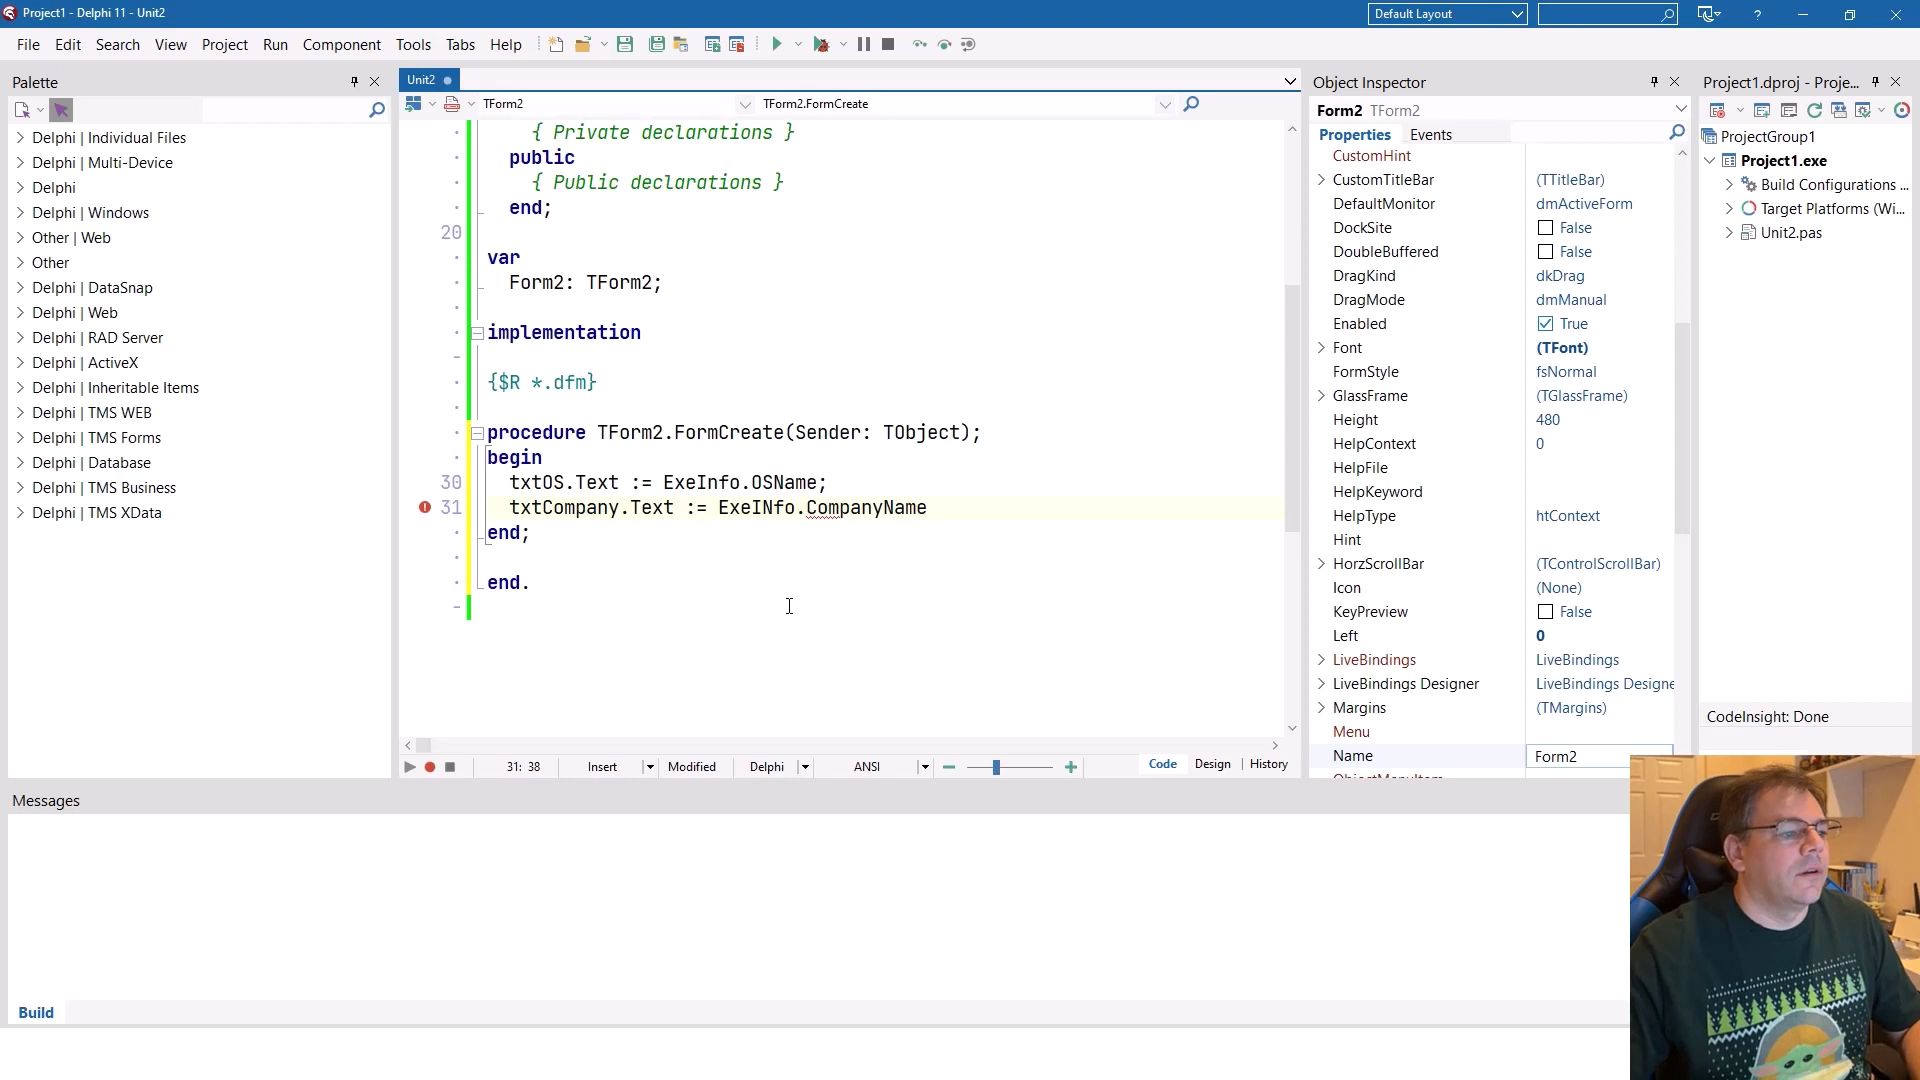 Project1 - Delphi 11 - Unit2
Default Layout
?
File Edit Search View Project Run Component Tools Tabs Help
Palette
Delphi | Individual Files
Delphi | Multi-Device
Delphi
Delphi | Windows
Other | Web
Other
Delphi | DataSnap
Delphi | Web
Delphi | RAD Server
Delphi | ActiveX
Delphi | Inheritable Items
Delphi | TMS WEB
Delphi | TMS Forms
Delphi | Database
Delphi | TMS Business
Delphi | TMS XData
Unit2
TForm2 TForm2.FormCreate
{ Private declarations }
public
{ Public declarations }
end;
20
var
Form2: TForm2;
implementation
{$R *.dfm}
procedure TForm2.FormCreate(Sender: TObject);
begin
30 txtOS.Text := ExeInfo.OSName;
31 txtCompany.Text := ExeINfo.CompanyName
end;
end.
31: 38 Insert Modified Delphi ANSI Code Design History
Object Inspector
Form2 TForm2
Properties Events
CustomHint
CustomTitleBar (TTitleBar)
DefaultMonitor dmActiveForm
DockSite False
DoubleBuffered False
DragKind dkDrag
DragMode dmManual
Enabled True
Font (TFont)
FormStyle fsNormal
GlassFrame (TGlassFrame)
Height 480
HelpContext 0
HelpFile
HelpKeyword
HelpType htContext
Hint
HorzScrollBar (TControlScrollBar)
Icon (None)
KeyPreview False
Left 0
LiveBindings LiveBindings
LiveBindings Designer LiveBindings Designe
Margins (TMargins)
Menu
Name Form2
ObjectMenuItem
Project1.dproj - Proje...
ProjectGroup1
Project1.exe
Build Configurations ...
Target Platforms (Wi...
Unit2.pas
CodeInsight: Done
Messages
Build